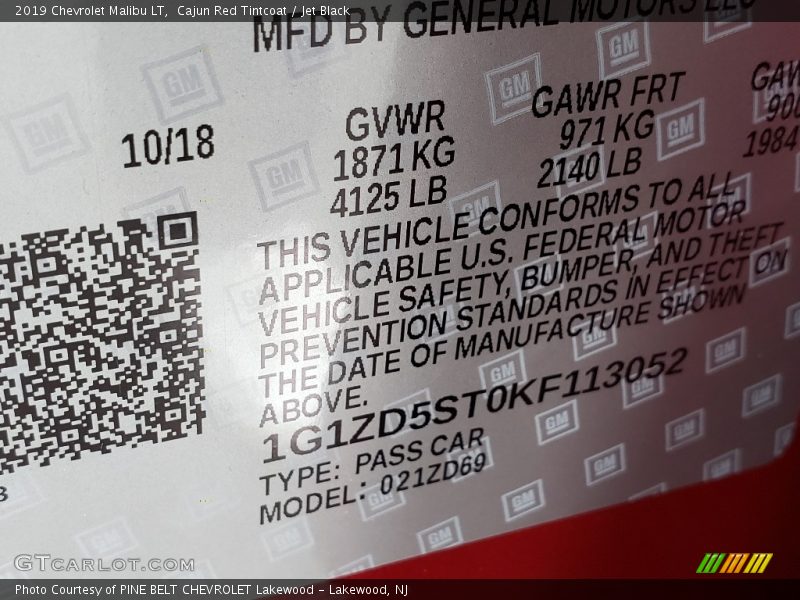 2019 Chevrolet Malibu LT,  Cajun Red Tintcoat / Jet Black
MFD BY GENERAL MOTORS LLC
10/18
GVWR
1871 KG
4125 LB
GAWR FRT
971 KG
2140 LB
THIS VEHICLE CONFORMS TO ALL
APPLICABLE U.S. FEDERAL MOTOR
VEHICLE SAFETY, BUMPER, AND THEFT
PREVENTION STANDARDS IN EFFECT ON
THE DATE OF MANUFACTURE SHOWN
ABOVE.
1G1ZD5ST0KF113052
TYPE: PASS CAR
MODEL: 021ZD69
GM
GTCARLOT.COM
Photo Courtesy of PINE BELT CHEVROLET Lakewood - Lakewood, NJ